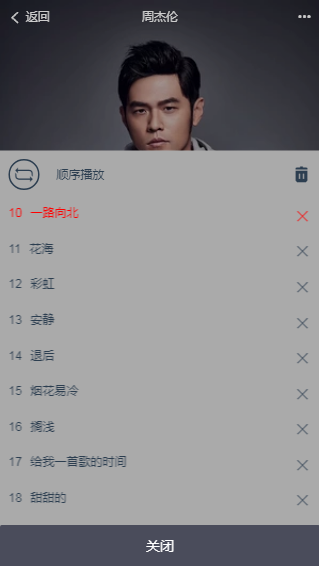 返回 周杰伦
顺序播放
10 一路向北
11 花海
12 彩虹
13 安静
14 退后
15 烟花易冷
16 搁浅
17 给我一首歌的时间
18 甜甜的
关闭